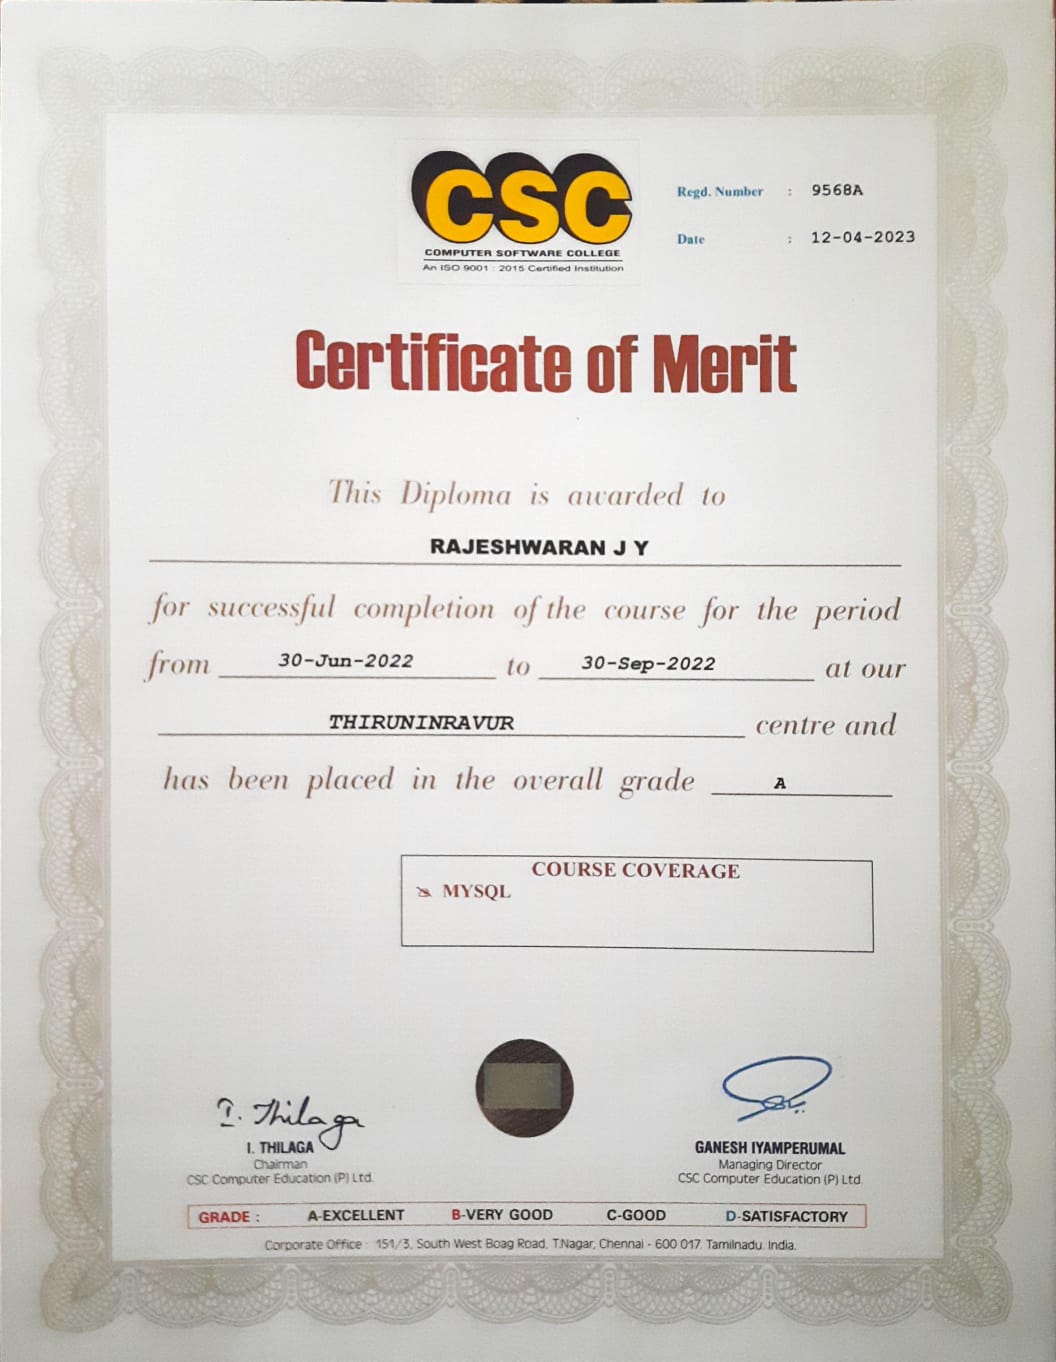 CSC
COMPUTER SOFTWARE COLLEGE
An ISO 9001 : 2015 Certified Institution
Regd. Number : 9568A
Date : 12-04-2023
Certificate of Merit
This Diploma is awarded to
RAJESHWARAN J Y
for successful completion of the course for the period
from 30-Jun-2022 to 30-Sep-2022 at our
THIRUNINRAVUR centre and
has been placed in the overall grade A
COURSE COVERAGE
MYSQL
I. Thilaga
I. THILAGA
Chairman
CSC Computer Education (P) Ltd.
GANESH IYAMPERUMAL
Managing Director
CSC Computer Education (P) Ltd.
GRADE : A-EXCELLENT B-VERY GOOD C-GOOD D-SATISFACTORY
Corporate Office : 151/3, South West Boag Road, T.Nagar, Chennai - 600 017. Tamilnadu. India.